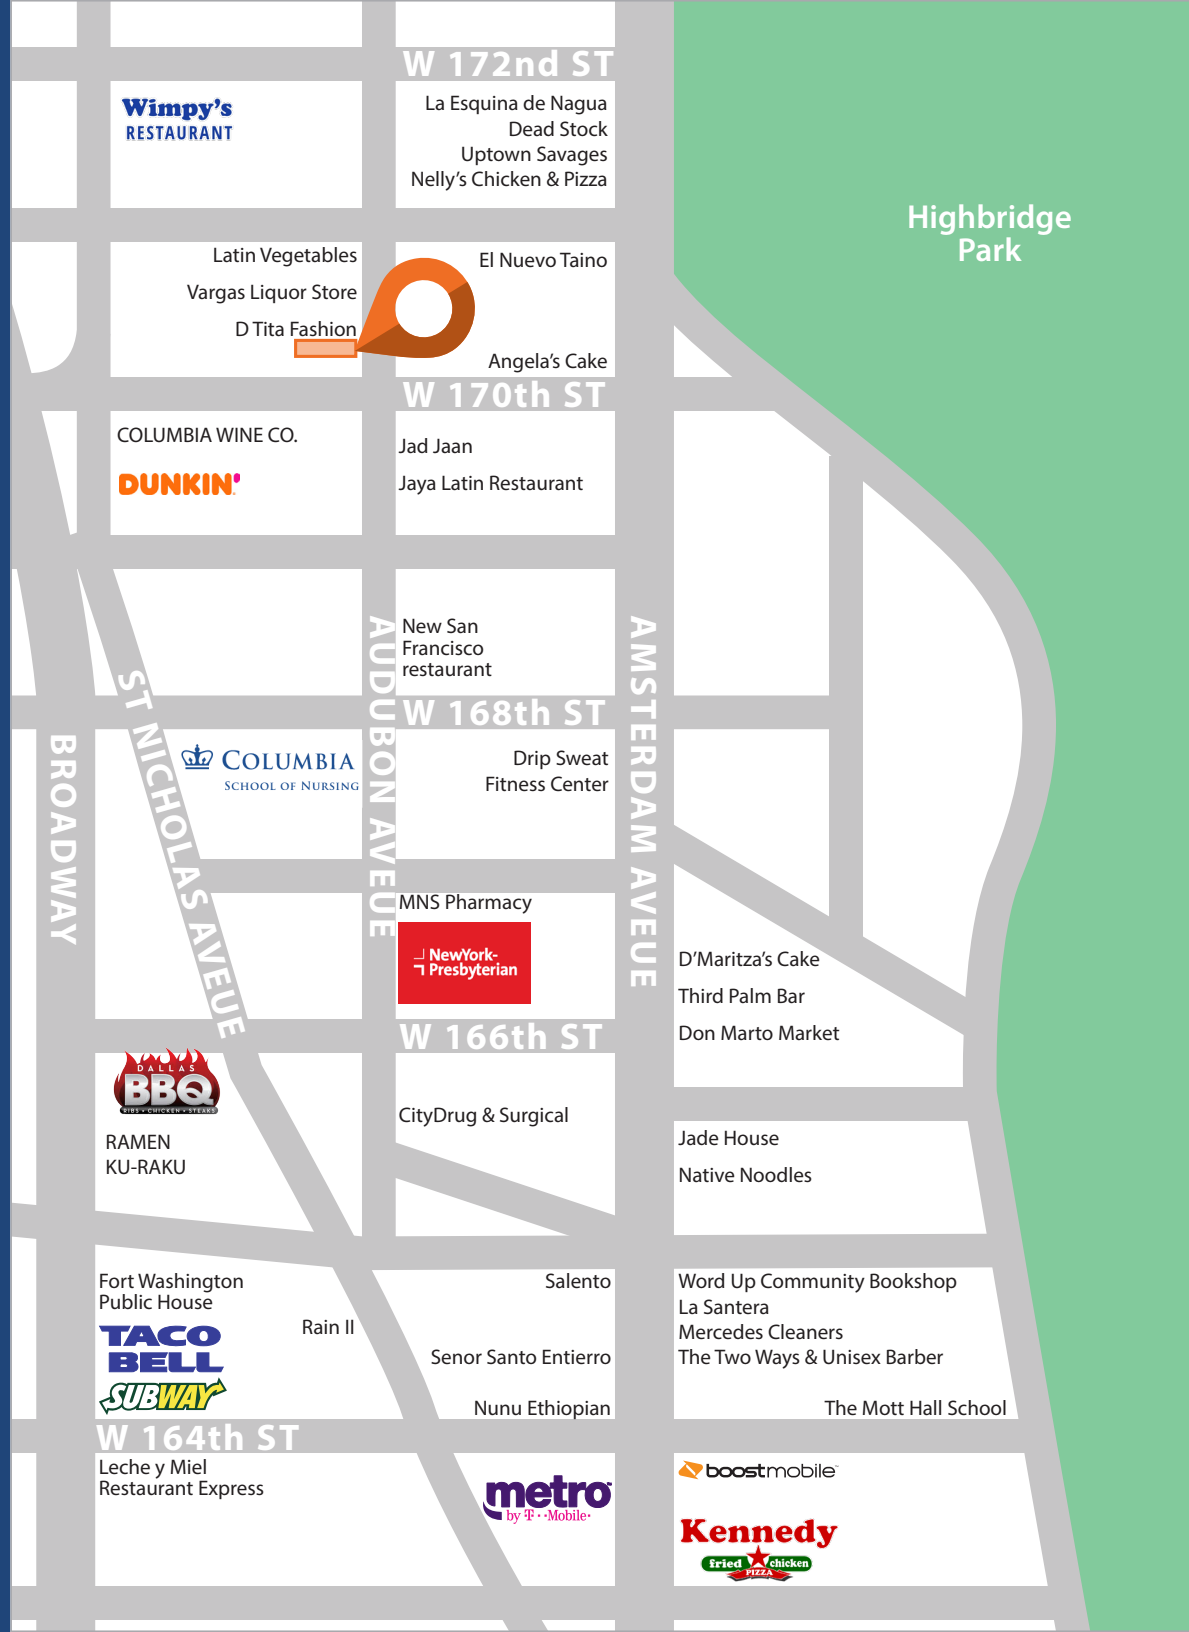 W 172nd ST
Wimpy's
RESTAURANT
La Esquina de Nagua
Dead Stock
Uptown Savages
Nelly's Chicken & Pizza
Highbridge
Park
Latin Vegetables
Vargas Liquor Store
D Tita Fashion
El Nuevo Taino
Angela's Cake
W 170th ST
COLUMBIA WINE CO.
DUNKIN'
Jad Jaan
Jaya Latin Restaurant
New San
Francisco
restaurant
AUDUBON AVEUE
AMSTERDAM AVEUE
ST NICHOLAS AVEUE
BROADWAY
W 168th ST
COLUMBIA
SCHOOL OF NURSING
Drip Sweat
Fitness Center
MNS Pharmacy
NewYork-
Presbyterian
D'Maritza's Cake
Third Palm Bar
Don Marto Market
W 166th ST
DALLAS
BBQ
RIBS • CHICKEN • STEAKS
RAMEN
KU-RAKU
CityDrug & Surgical
Jade House
Native Noodles
Fort Washington
Public House
TACO
BELL
SUBWAY
Rain II
Salento
Senor Santo Entierro
Nunu Ethiopian
Word Up Community Bookshop
La Santera
Mercedes Cleaners
The Two Ways & Unisex Barber
The Mott Hall School
W 164th ST
Leche y Miel
Restaurant Express
metro
by T··Mobile·
boostmobile
Kennedy
fried chicken
PIZZA